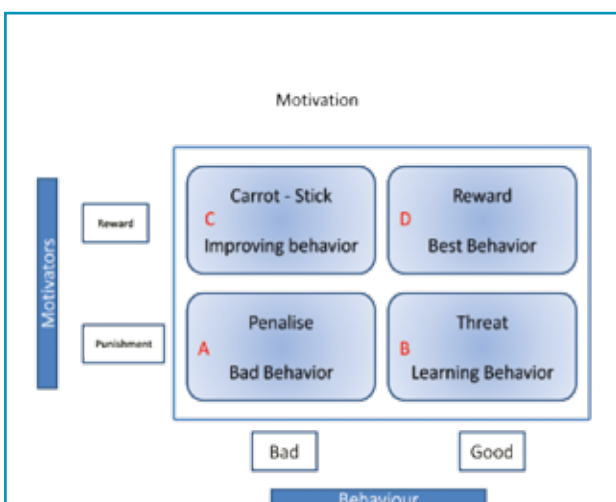 Motivation
Motivators
Reward
Carrot - Stick
C
Improving behavior
Reward
D
Best Behavior
Punishment
Penalise
A
Bad Behavior
Threat
B
Learning Behavior
Bad
Good
Behaviour